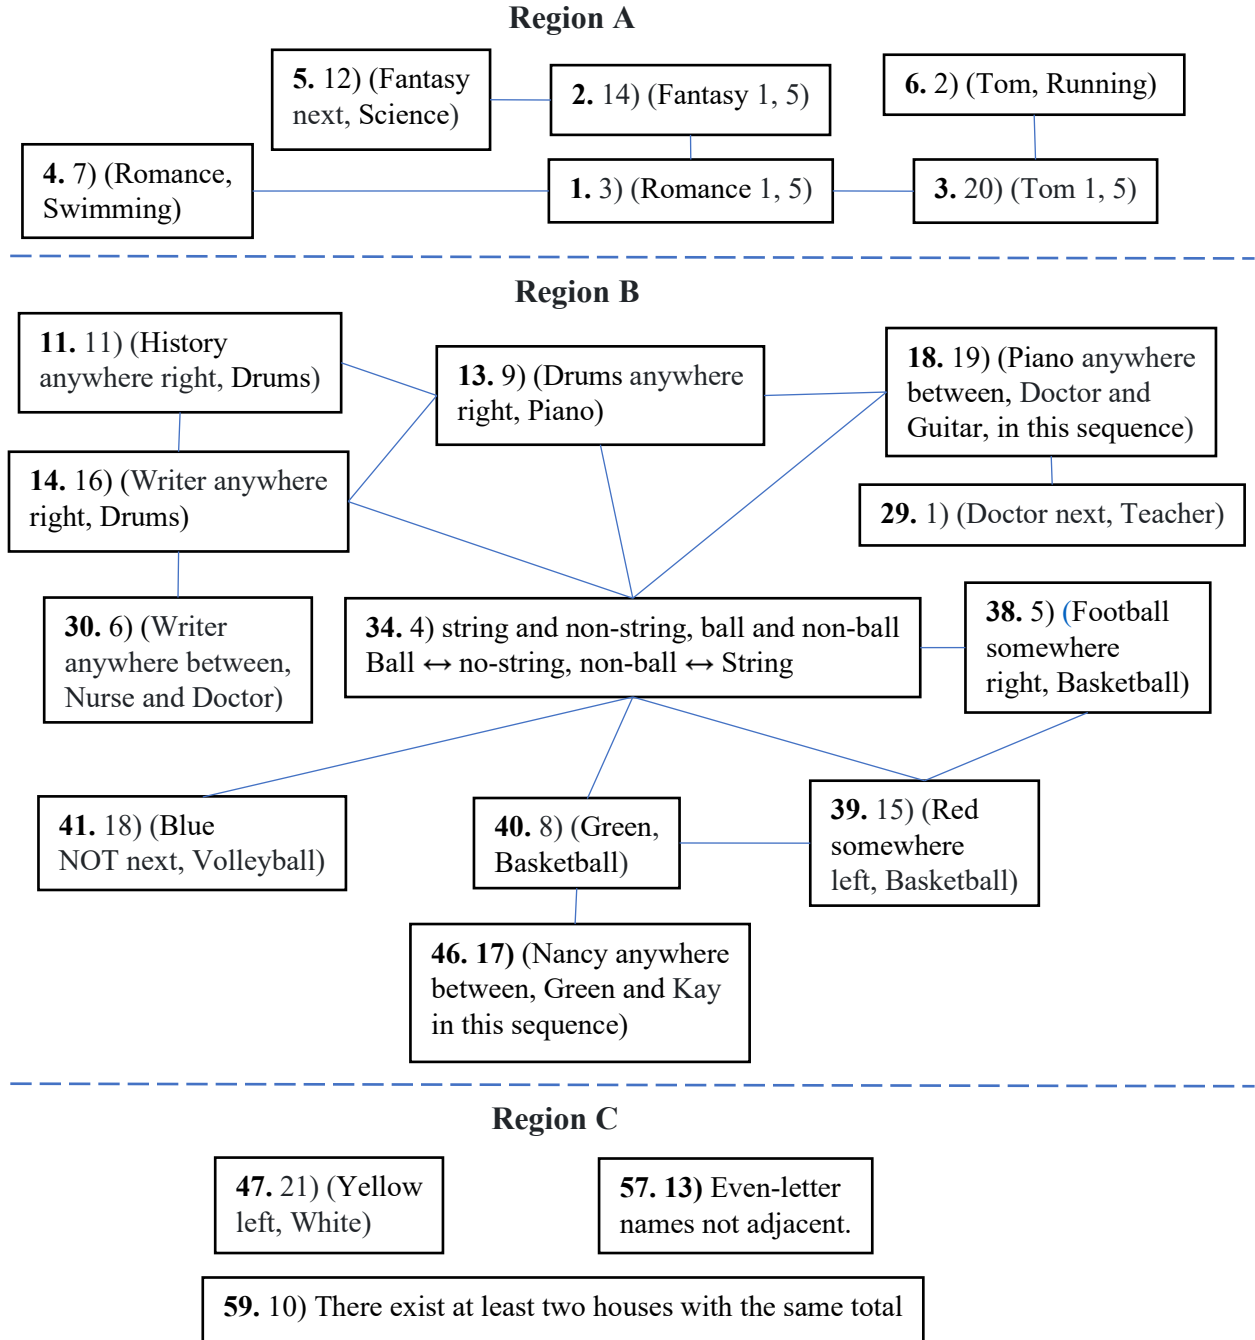 Region A
5. 12) (Fantasy
next, Science)
2. 14) (Fantasy 1, 5)
6. 2) (Tom, Running)
4. 7) (Romance,
Swimming)
1. 3) (Romance 1, 5)
3. 20) (Tom 1, 5)
Region B
11. 11) (History
anywhere right, Drums)
13. 9) (Drums anywhere
right, Piano)
18. 19) (Piano anywhere
between, Doctor and
Guitar, in this sequence)
14. 16) (Writer anywhere
right, Drums)
29. 1) (Doctor next, Teacher)
30. 6) (Writer
anywhere between,
Nurse and Doctor)
34. 4) string and non-string, ball and non-ball
Ball ↔ no-string, non-ball ↔ String
38. 5) (Football
somewhere
right, Basketball)
41. 18) (Blue
NOT next, Volleyball)
40. 8) (Green,
Basketball)
39. 15) (Red
somewhere
left, Basketball)
46. 17) (Nancy anywhere
between, Green and Kay
in this sequence)
Region C
47. 21) (Yellow
left, White)
57. 13) Even-letter
names not adjacent.
59. 10) There exist at least two houses with the same total